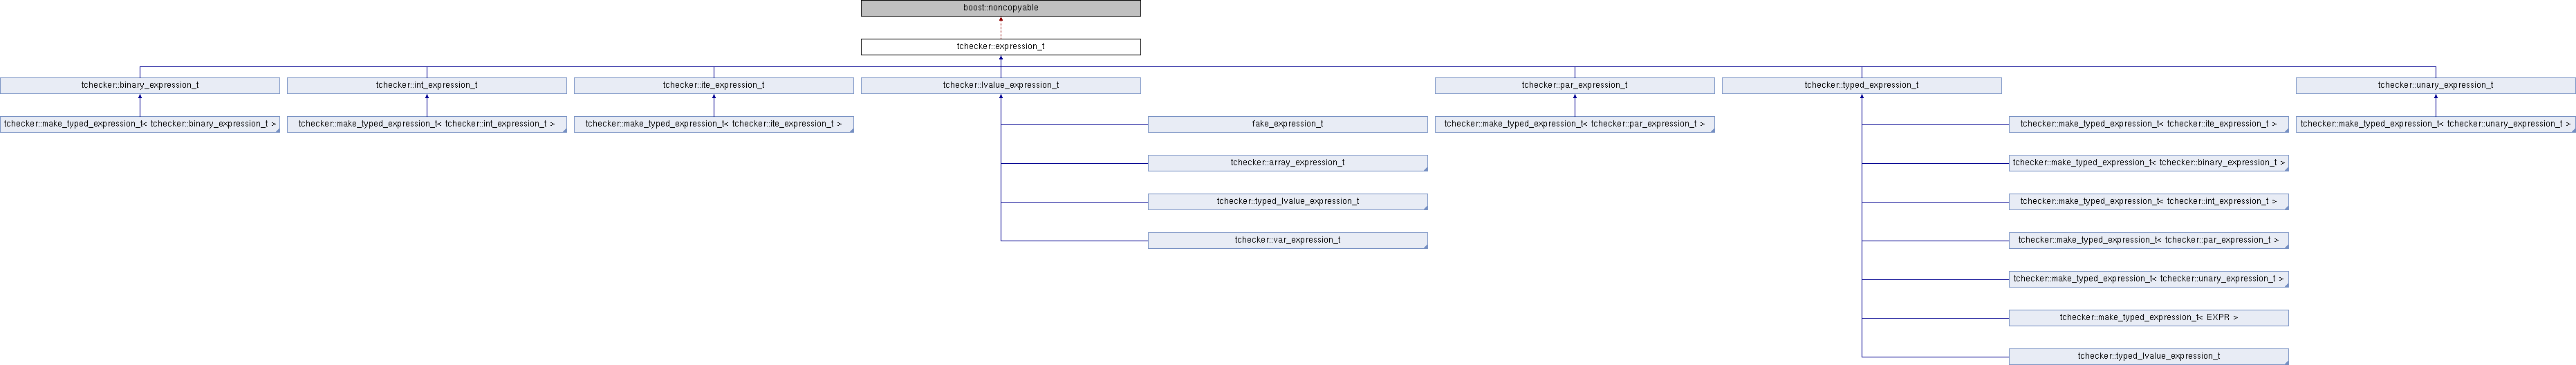 boost::noncopyable
tchecker::expression_t
tchecker::binary_expression_t
tchecker::int_expression_t
tchecker::ite_expression_t
tchecker::lvalue_expression_t
tchecker::par_expression_t
tchecker::typed_expression_t
tchecker::unary_expression_t
tchecker::make_typed_expression_t< tchecker::binary_expression_t >
tchecker::make_typed_expression_t< tchecker::int_expression_t >
tchecker::make_typed_expression_t< tchecker::ite_expression_t >
fake_expression_t
tchecker::make_typed_expression_t< tchecker::par_expression_t >
tchecker::make_typed_expression_t< tchecker::ite_expression_t >
tchecker::make_typed_expression_t< tchecker::unary_expression_t >
tchecker::array_expression_t
tchecker::make_typed_expression_t< tchecker::binary_expression_t >
tchecker::typed_lvalue_expression_t
tchecker::make_typed_expression_t< tchecker::int_expression_t >
tchecker::var_expression_t
tchecker::make_typed_expression_t< tchecker::par_expression_t >
tchecker::make_typed_expression_t< tchecker::unary_expression_t >
tchecker::make_typed_expression_t< EXPR >
tchecker::typed_lvalue_expression_t